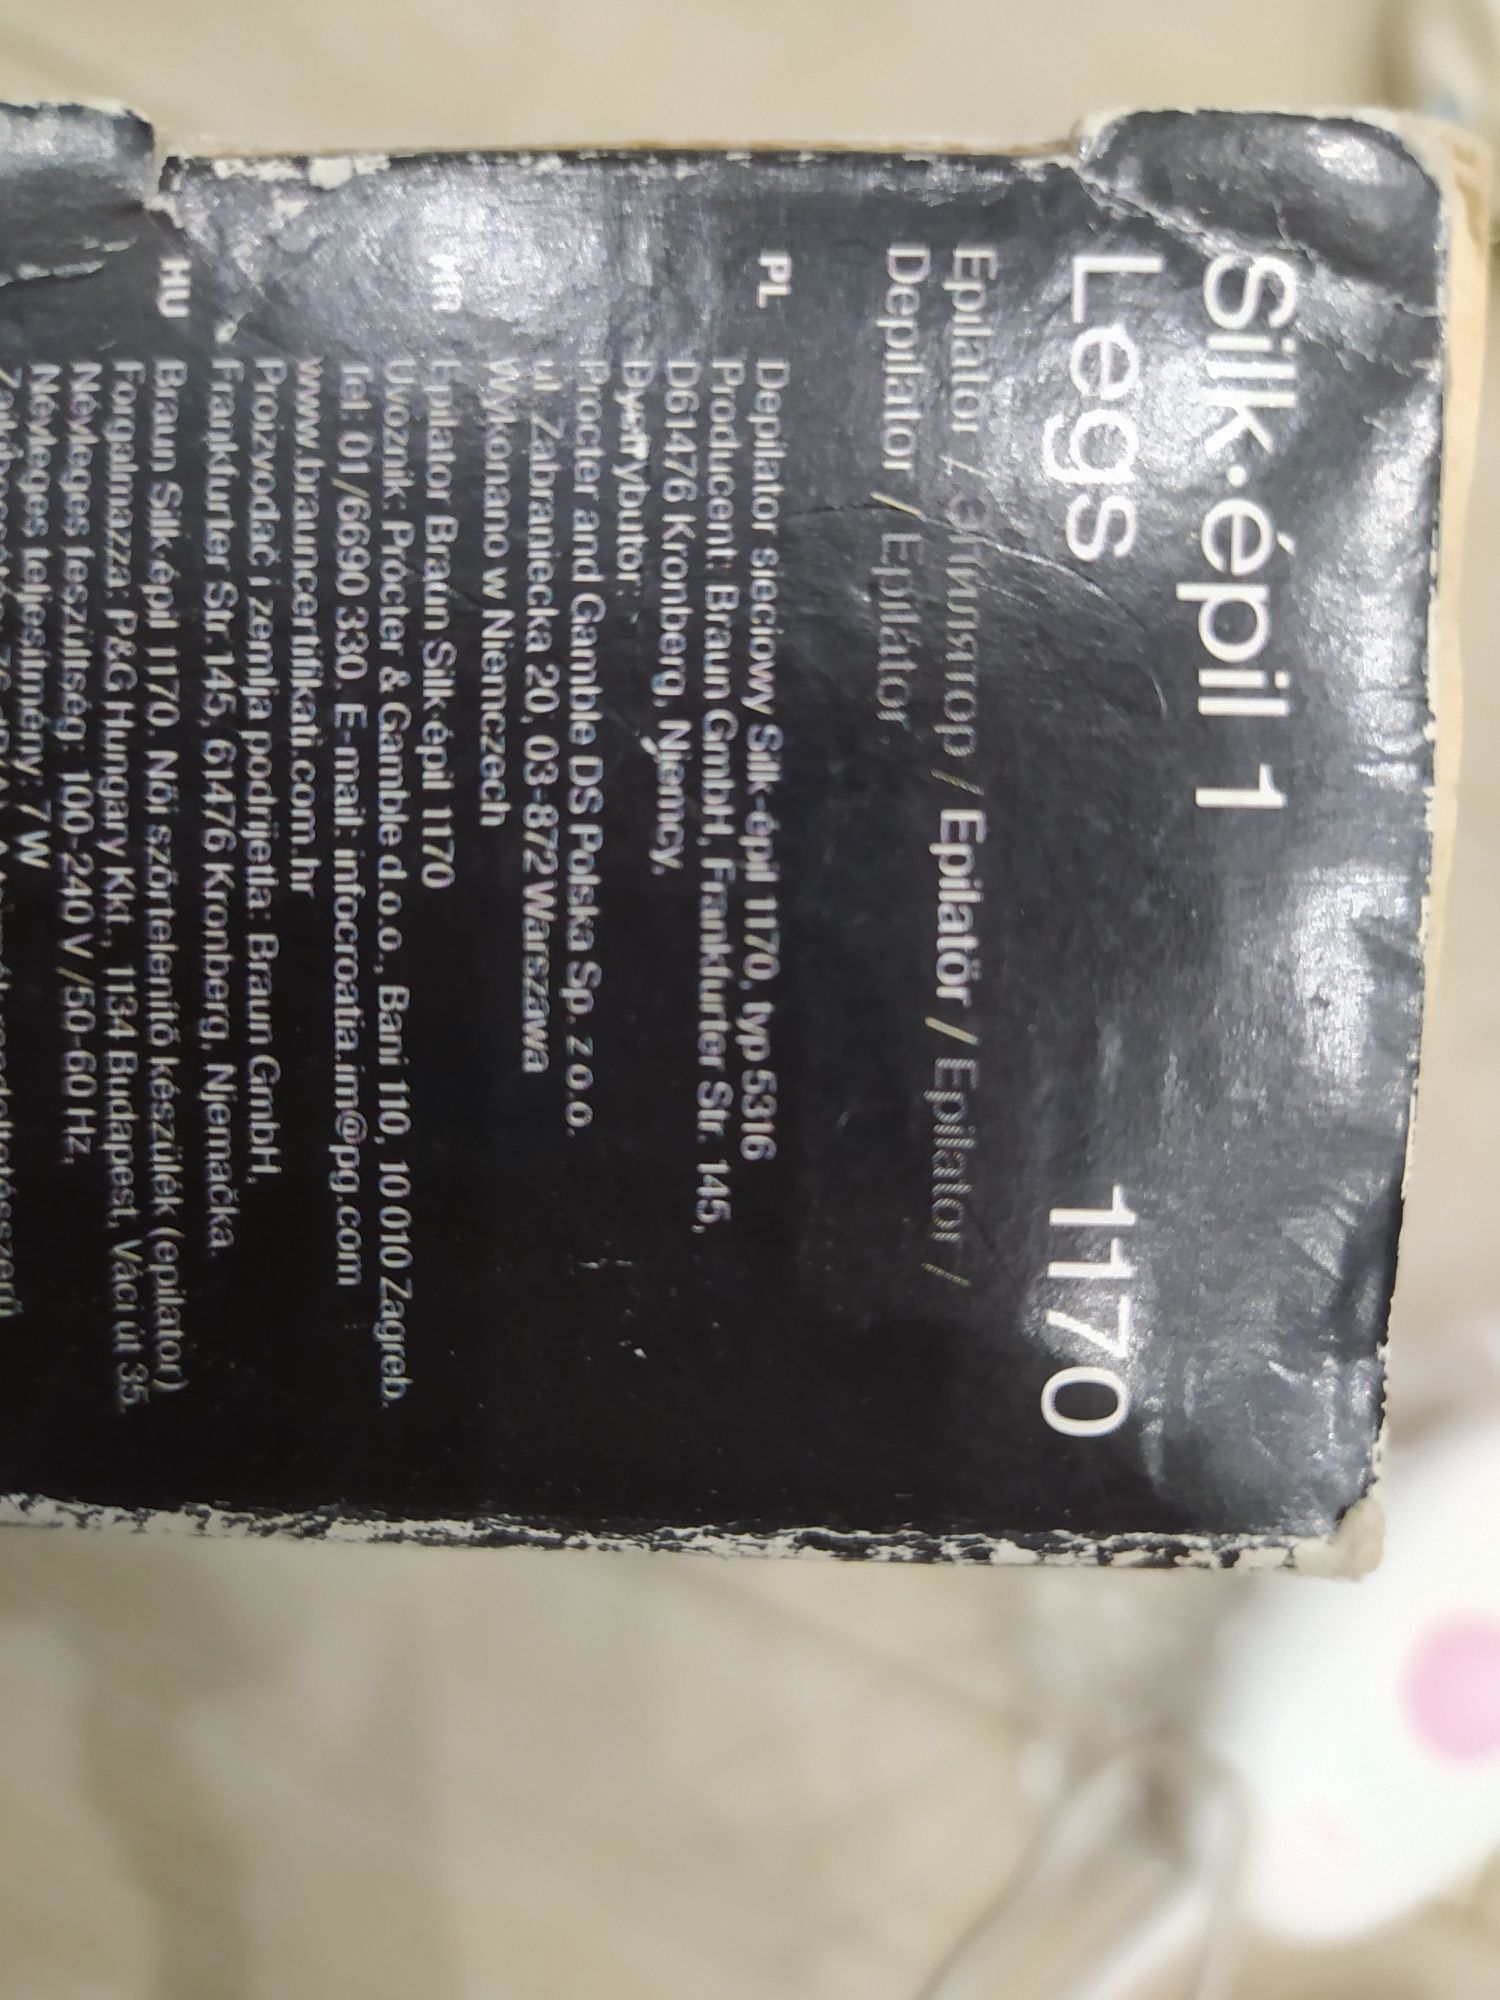 Silk·épil 1
Legs 1170
Epilator / Эпилятор / Epilatör / Epilator /
Depilator / Epilátor
PL
Depilator sieciowy Silk-épil 1170, typ 5316
Producent: Braun GmbH, Frankfurter Str. 145,
D61476 Kronberg, Niemcy,
Dystrybutor:
Procter and Gamble DS Polska Sp. z o.o.
ul. Zabraniecka 20, 03-872 Warszawa
Wykonano w Niemczech
HR
Epilator Braun Silk·épil 1170
Uvoznik: Procter & Gamble d.o.o., Bani 110, 10 010 Zagreb.
Tel. 01/6690 330 E-mail: infocroatia.im@pg.com
www.brauncertifikati.com.hr
Proizvođač i zemlja podrijetla: Braun GmbH,
Frankfurter Str. 145, 61476 Kronberg, Njemačka.
HU
Braun Silk·épil 1170, Női szőrtelenítő készülék (epilator)
Forgalmazza: P&G Hungary Kkt., 1134 Budapest, Váci út 35.
Névleges feszültség: 100-240 V / 50-60 Hz,
Névleges teljesítmény: 7 W